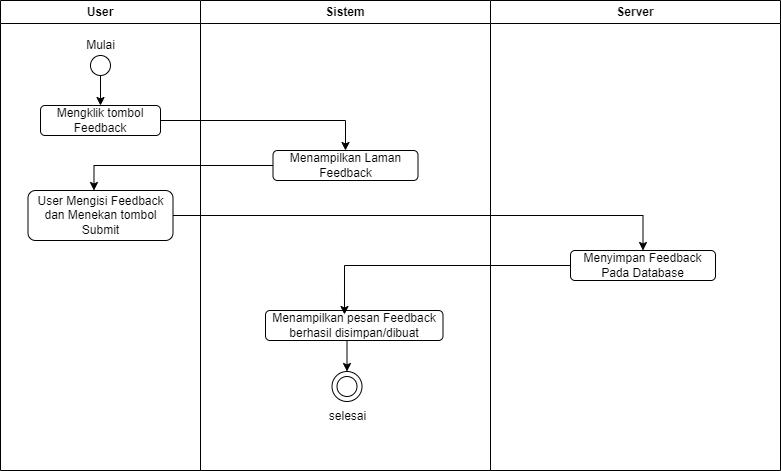 User
Sistem
Server
Mulai
Mengklik tombol
Feedback
Menampilkan Laman
Feedback
User Mengisi Feedback
dan Menekan tombol
Submit
Menyimpan Feedback
Pada Database
Menampilkan pesan Feedback
berhasil disimpan/dibuat
selesai